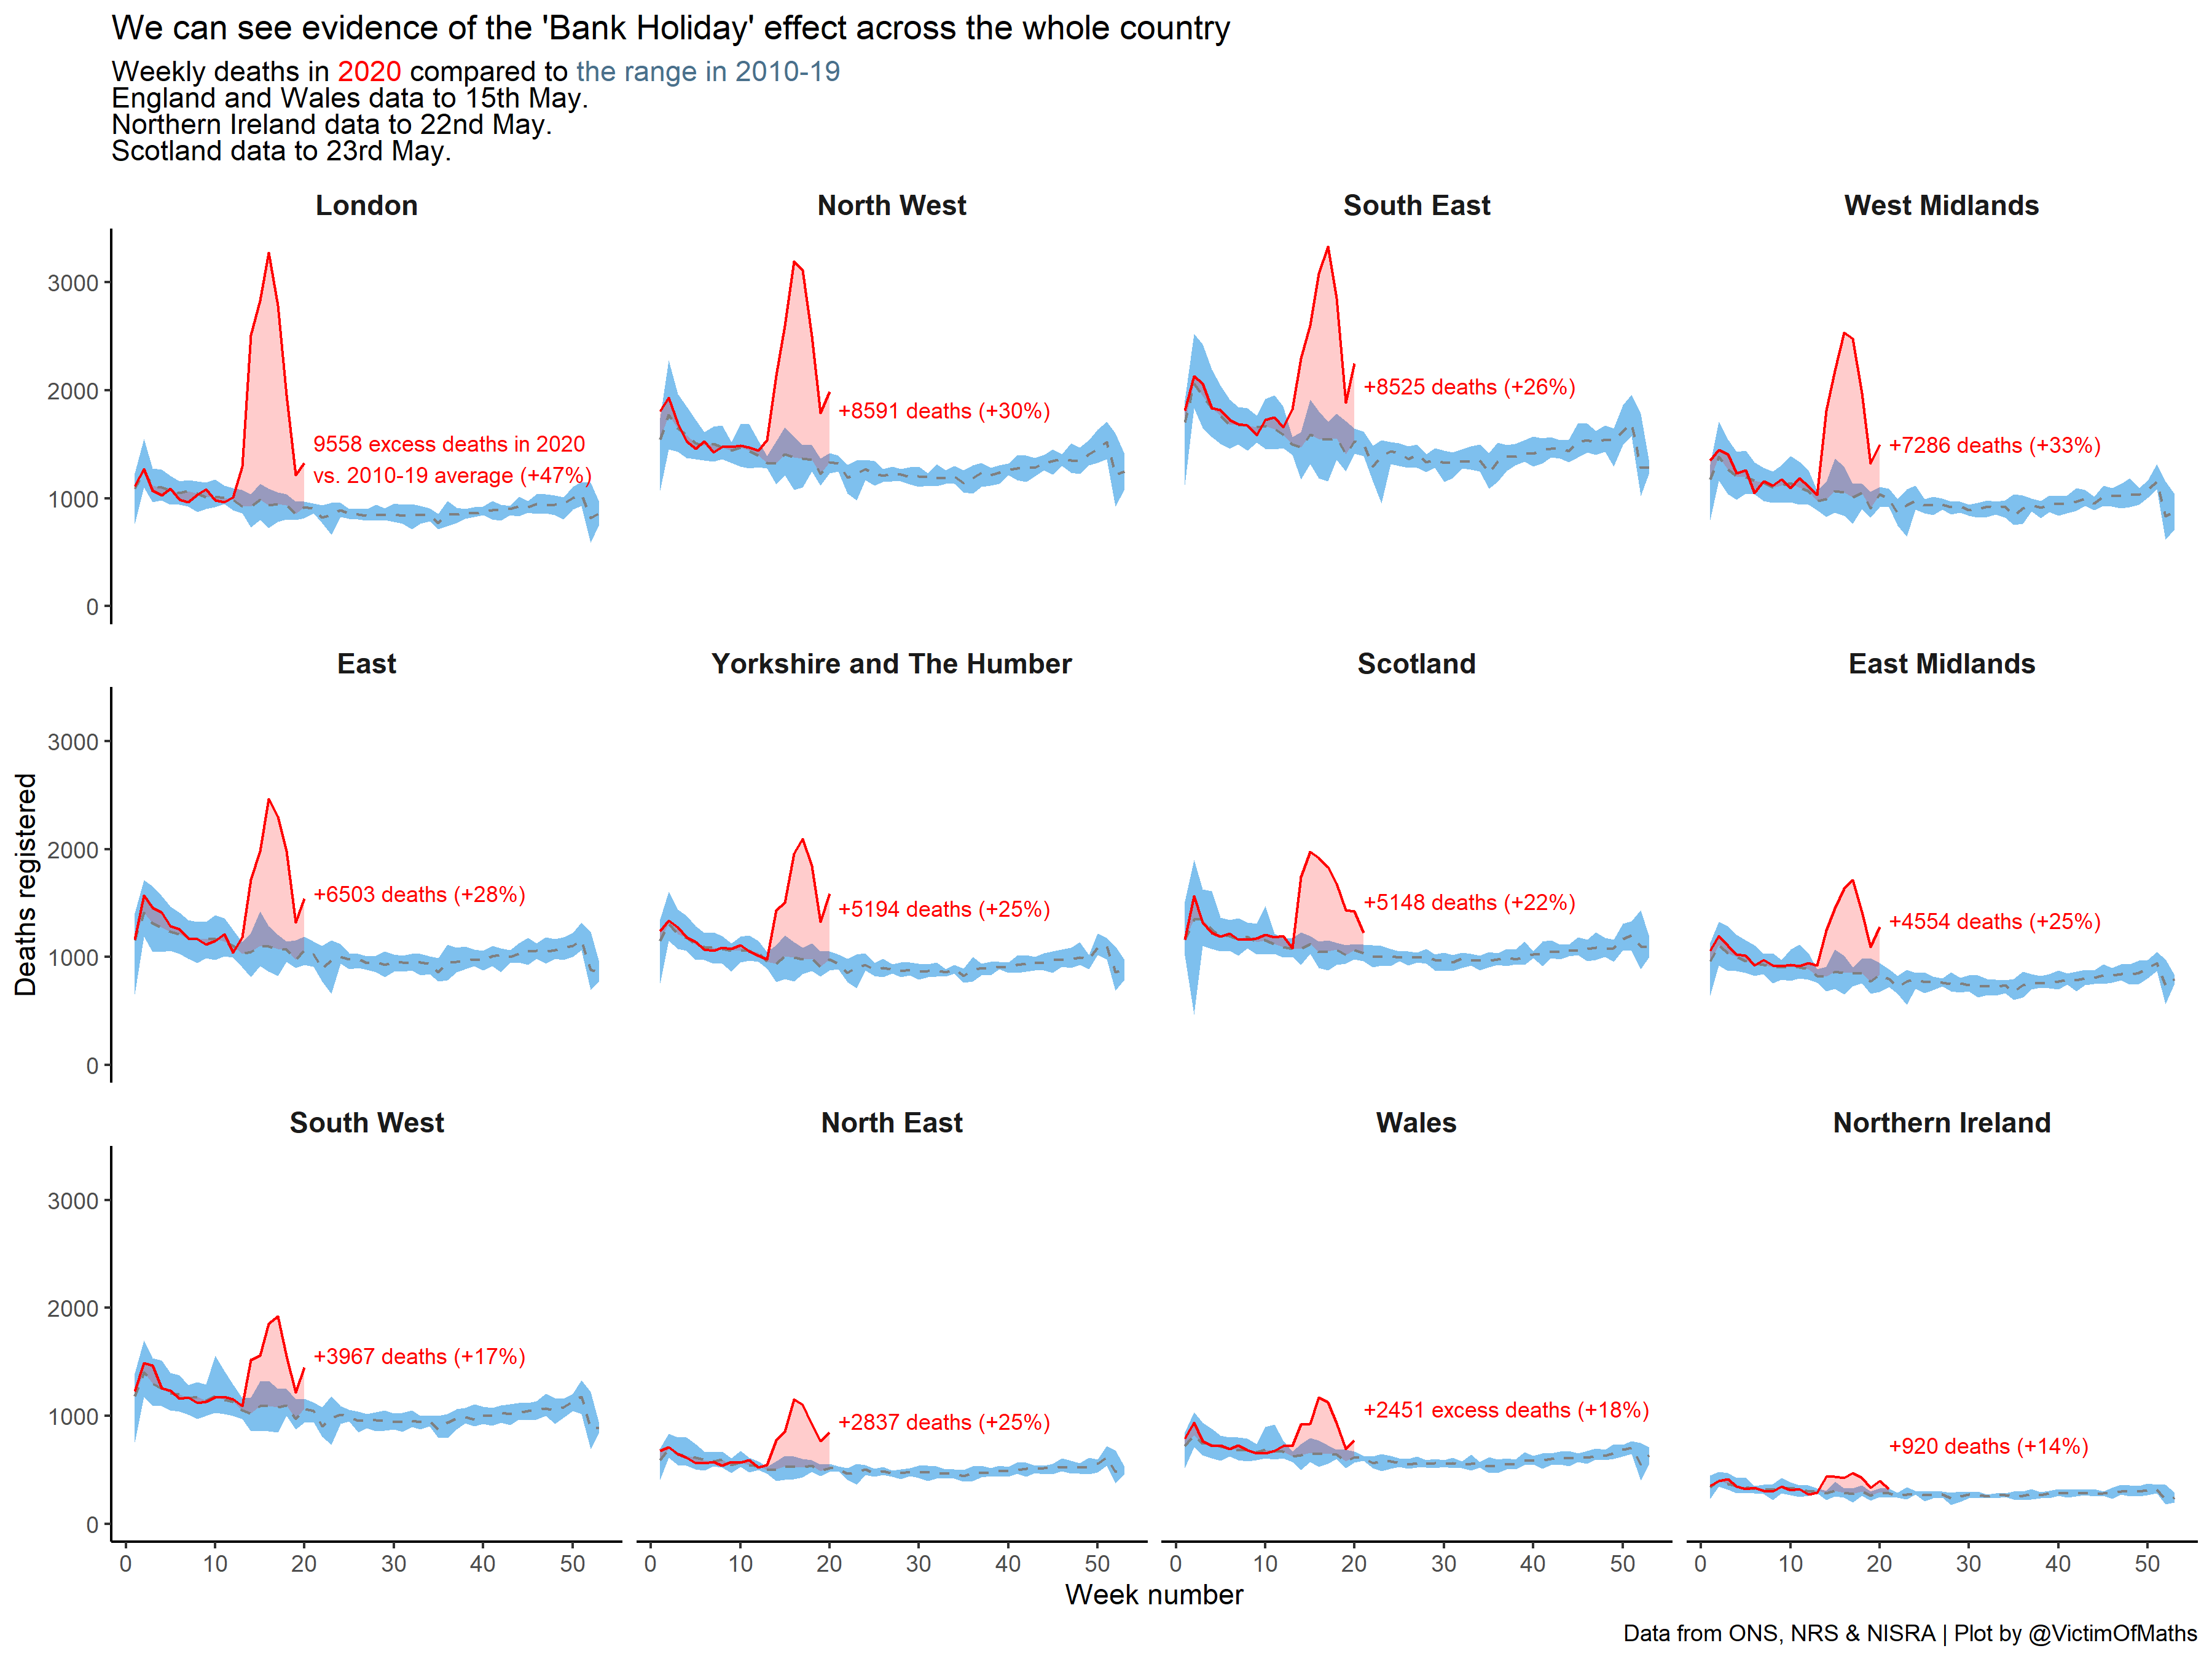 We can see evidence of the 'Bank Holiday' effect across the whole country
Weekly deaths in 2020 compared to the range in 2010-19
England and Wales data to 15th May.
Northern Ireland data to 22nd May.
Scotland data to 23rd May.
London
North West
South East
West Midlands
3000
2000
1000
0
9558 excess deaths in 2020
vs. 2010-19 average (+47%)
+8591 deaths (+30%)
+8525 deaths (+26%)
+7286 deaths (+33%)
East
Yorkshire and The Humber
Scotland
East Midlands
Deaths registered
3000
2000
1000
0
+6503 deaths (+28%)
+5194 deaths (+25%)
+5148 deaths (+22%)
+4554 deaths (+25%)
South West
North East
Wales
Northern Ireland
3000
2000
1000
0
+3967 deaths (+17%)
+2837 deaths (+25%)
+2451 excess deaths (+18%)
+920 deaths (+14%)
0 10 20 30 40 50
0 10 20 30 40 50
0 10 20 30 40 50
0 10 20 30 40 50
Week number
Data from ONS, NRS & NISRA | Plot by @VictimOfMaths